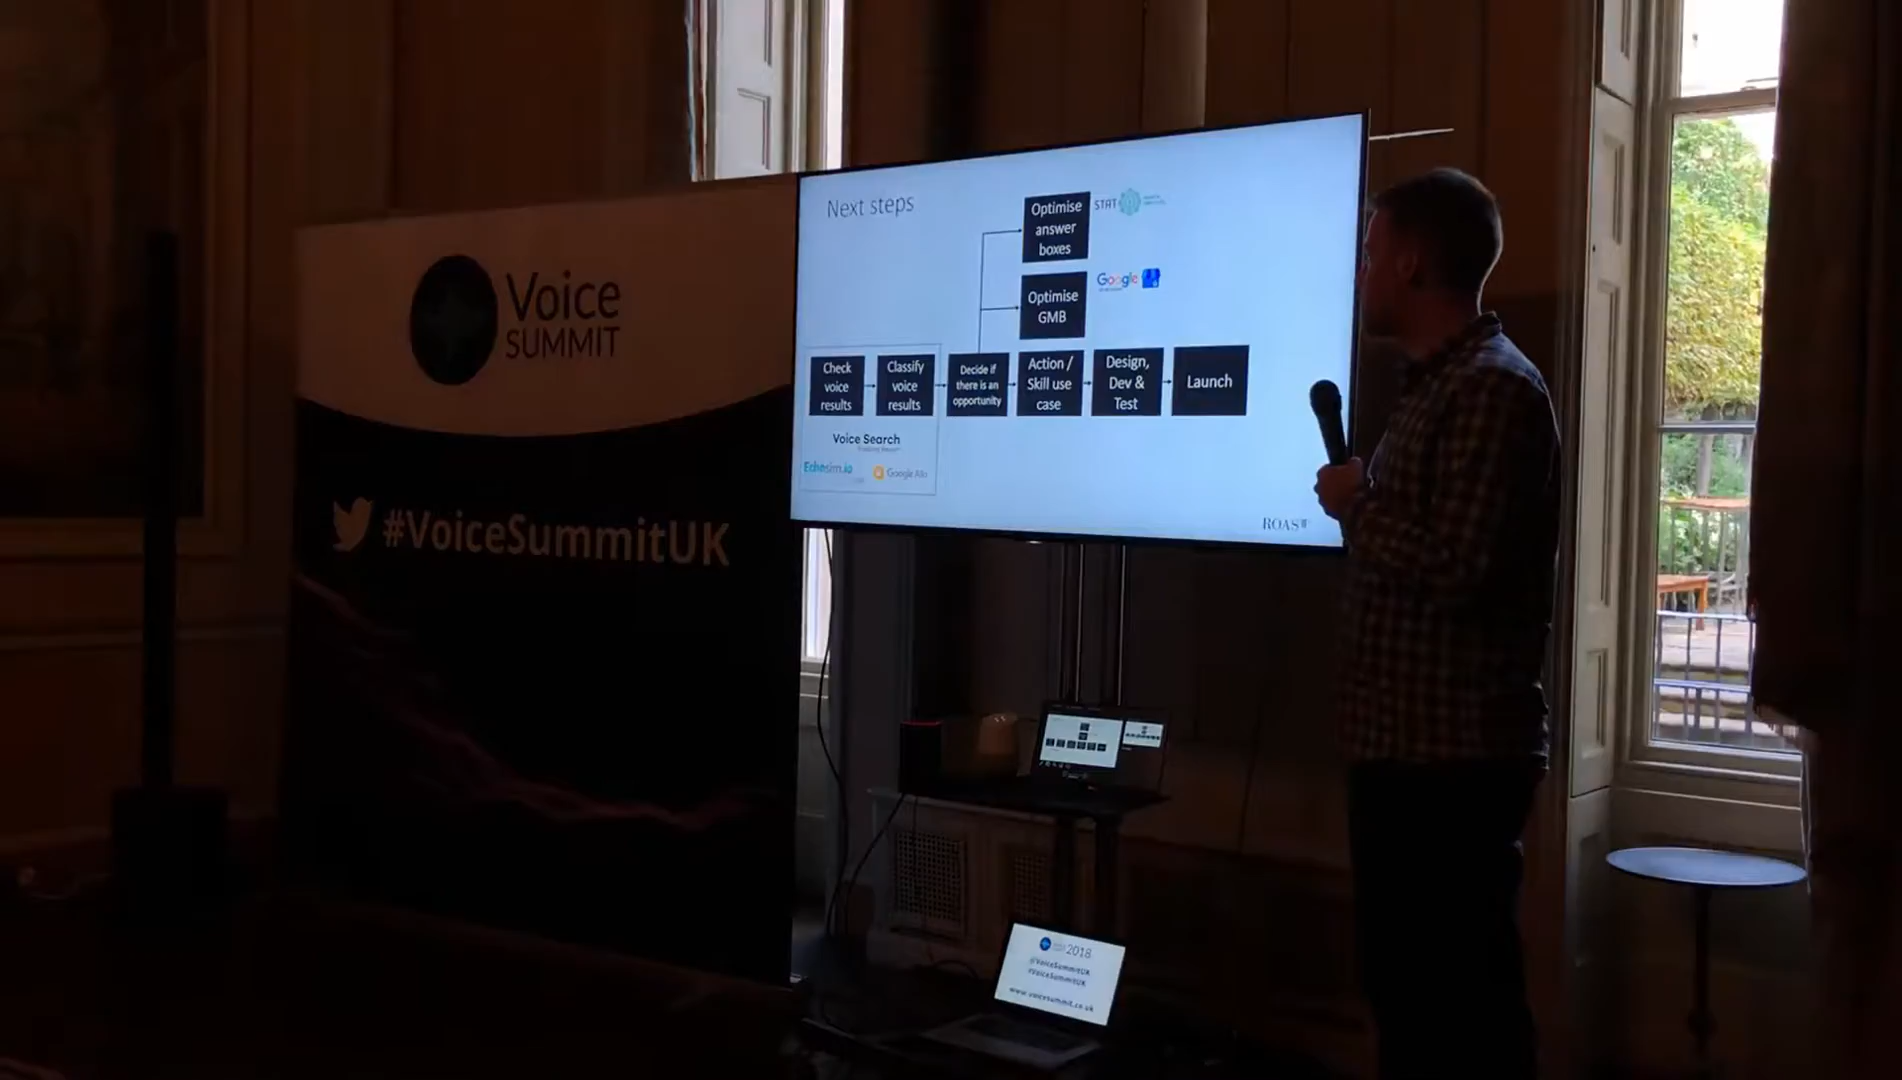 Voice
SUMMIT
#VoiceSummitUK
Next steps
Optimise
answer
boxes
STAT
Optimise
GMB
Google
Check
voice
results
Classify
voice
results
Decide if
there is an
opportunity
Action /
Skill use
case
Design,
Dev &
Test
Launch
Voice Search
Echosim.io
Google Allo
ROAST
2018
@VoiceSummitUK
#VoiceSummitUK
www.voicesummit.co.uk